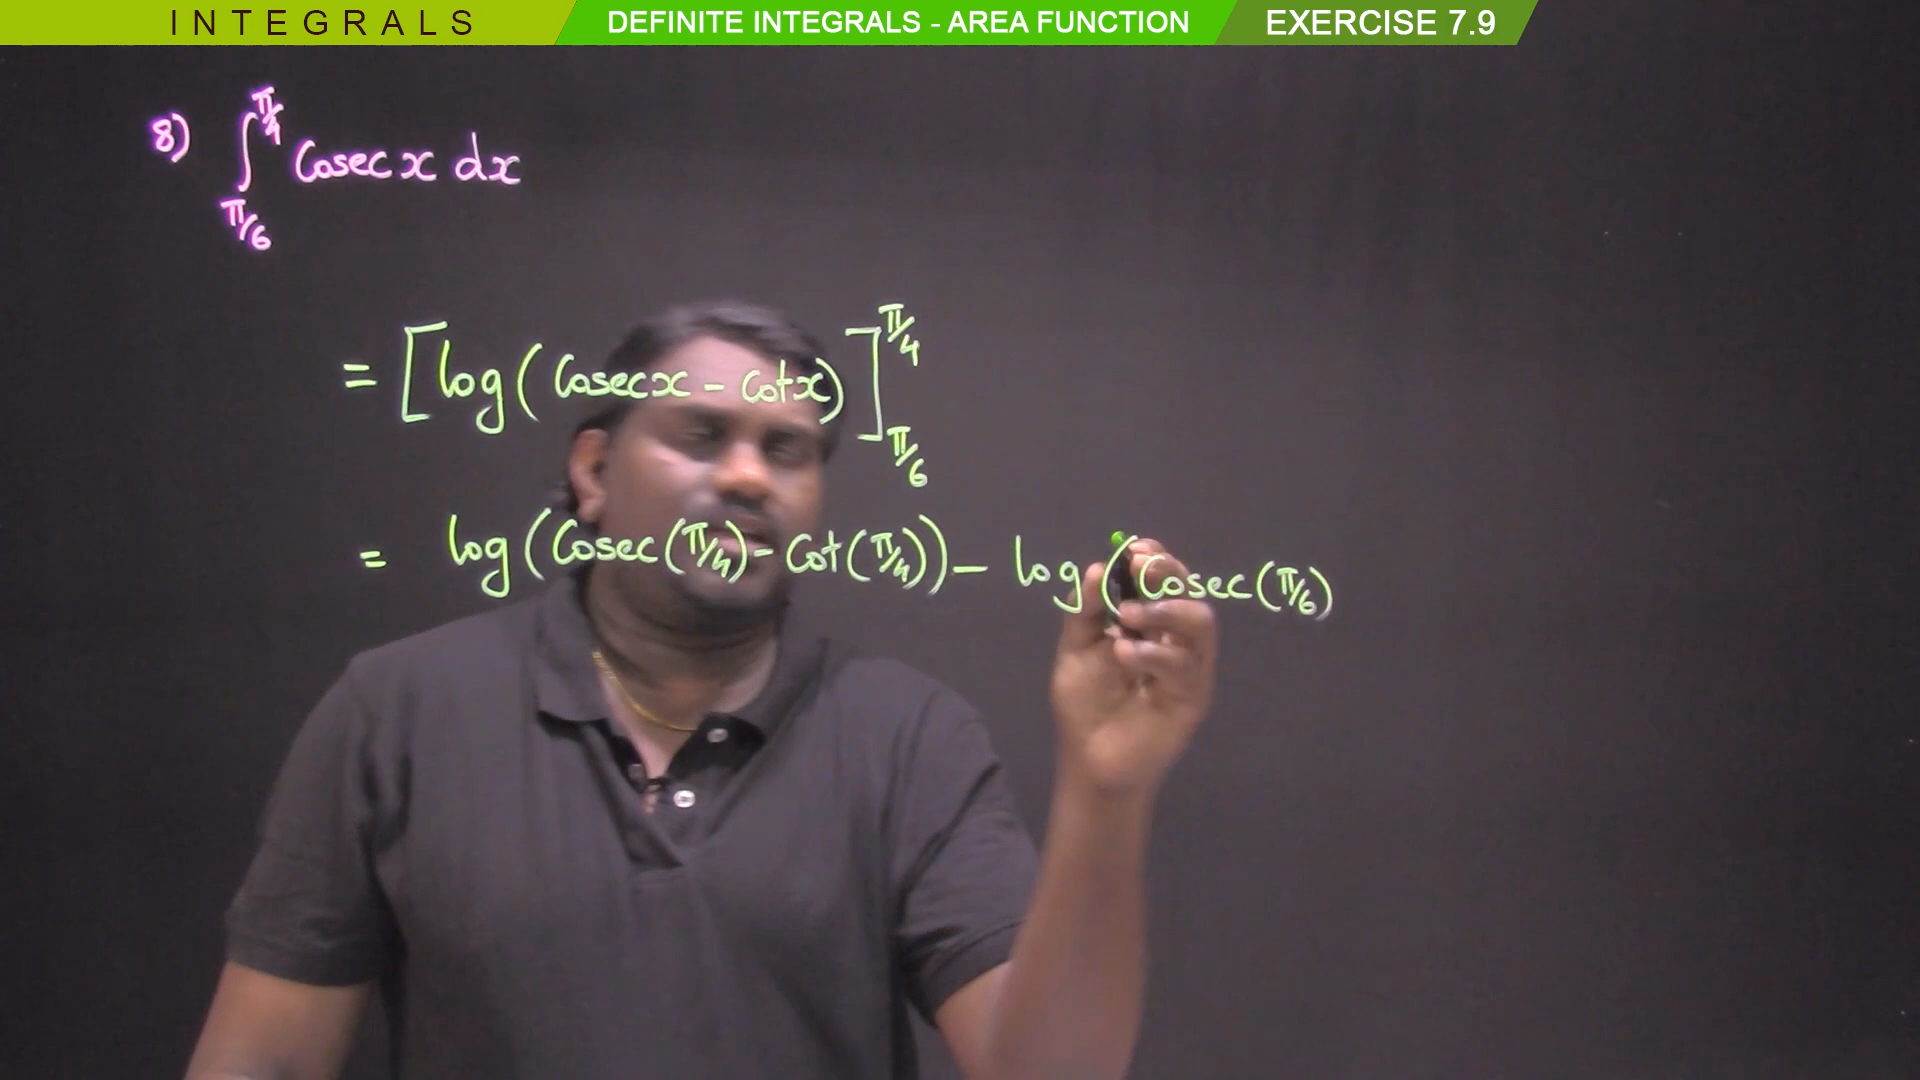 INTEGRALS DEFINITE INTEGRALS - AREA FUNCTION EXERCISE 7.9
8) ∫_{π/6}^{π/4} Cosec x dx
= [log(Cosecx - cotx)]_{π/6}^{π/4}
= log(Cosec(π/4) - Cot(π/4)) - log(Cosec(π/6)